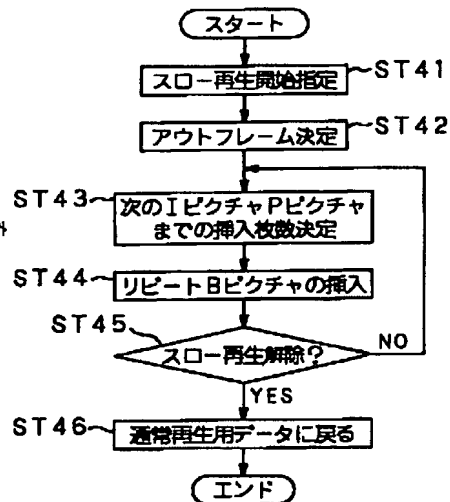 スタート
スロー再生開始指定
ST41
アウトフレーム決定
ST42
ST43
次のIピクチャPピクチャ
までの挿入枚数決定
ST44
リピートBピクチャの挿入
ST45
スロー再生解除?
NO
YES
ST46
通常再生用データに戻る
エンド